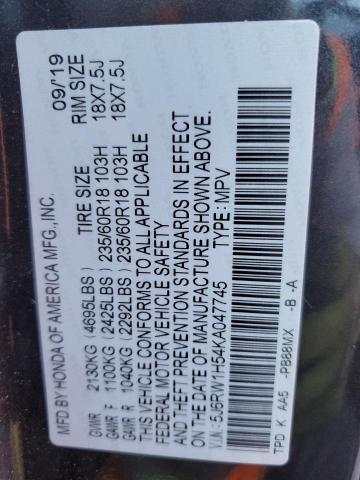 MFD BY HONDA OF AMERICA MFG.,INC. 09/'19
TIRE SIZE RIM SIZE
GVWR 2130KG (4695LBS)
GAWR F 1100KG (2425LBS) 235/60R18 103H 18X7.5J
GAWR R 1040KG (2292LBS) 235/60R18 103H 18X7.5J
THIS VEHICLE CONFORMS TO ALL APPLICABLE
FEDERAL MOTOR VEHICLE SAFETY
AND THEFT PREVENTION STANDARDS IN EFFECT
ON THE DATE OF MANUFACTURE SHOWN ABOVE.
V.I.N.:5J6RW1H54KA047745 TYPE: MPV
TPD K AA5 -PB88MX -B -A